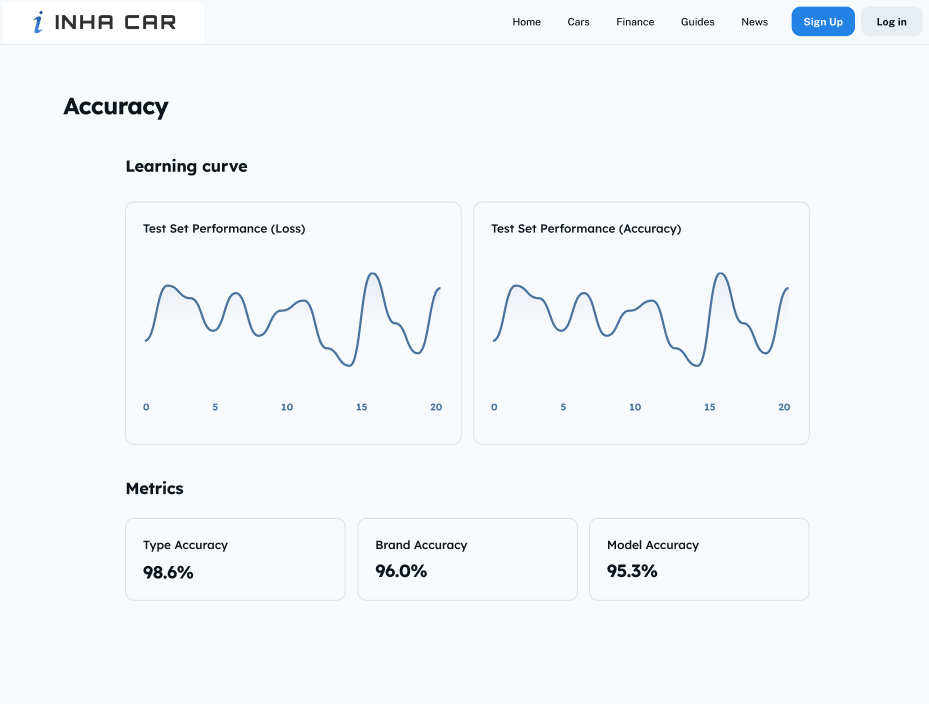 i INHA CAR
Home Cars Finance Guides News Sign Up Log in
Accuracy
Learning curve
Test Set Performance (Loss)
0 5 10 15 20
Test Set Performance (Accuracy)
0 5 10 15 20
Metrics
Type Accuracy
98.6%
Brand Accuracy
96.0%
Model Accuracy
95.3%